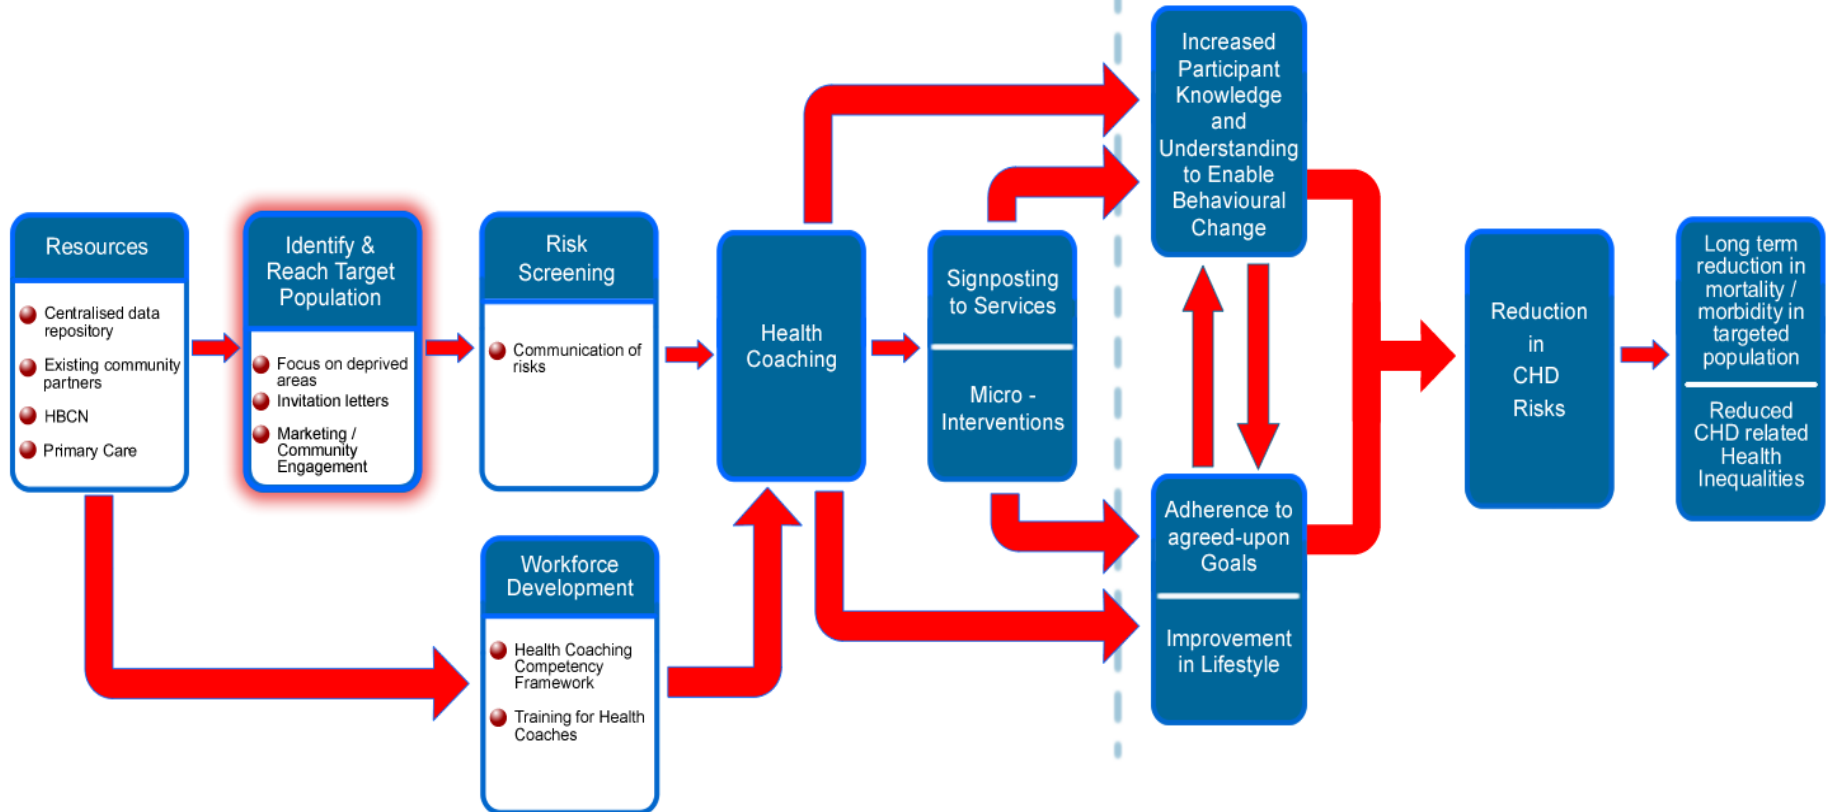 Resources
Centralised data
repository
Existing community
partners
HBCN
Primary Care
Identify &
Reach Target
Population
Focus on deprived
areas
Invitation letters
Marketing /
Community
Engagement
Risk
Screening
Communication of
risks
Workforce
Development
Health Coaching
Competency
Framework
Training for Health
Coaches
Health
Coaching
Signposting
to Services
Micro -
Interventions
Increased
Participant
Knowledge
and
Understanding
to Enable
Behavioural
Change
Adherence to
agreed-upon
Goals
Improvement
in Lifestyle
Reduction
in
CHD
Risks
Long term
reduction in
mortality /
morbidity in
targeted
population
Reduced
CHD related
Health
Inequalities